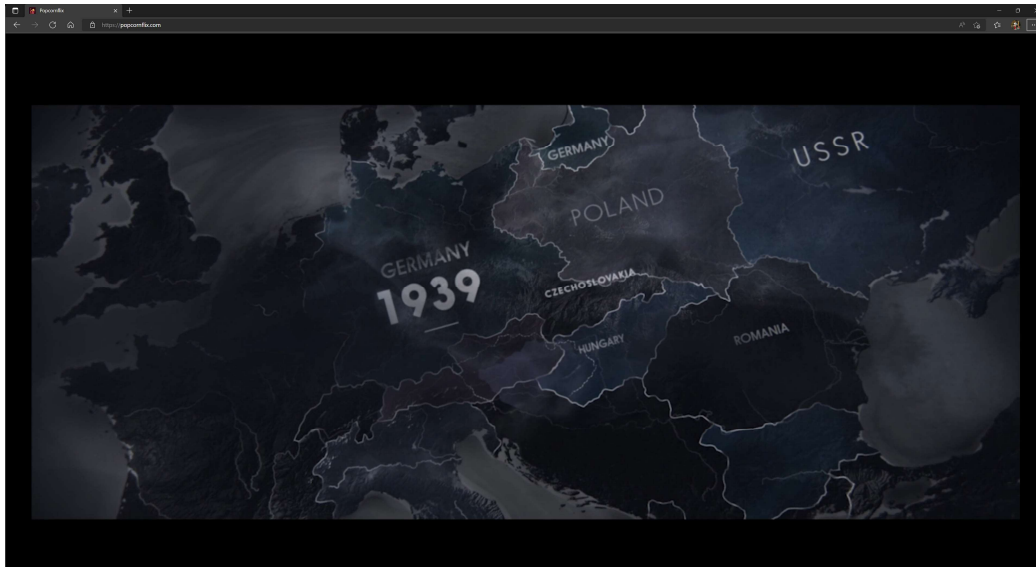 Popcornflix
https://popcornflix.com
GERMANY
USSR
POLAND
GERMANY
1939
CZECHOSLOVAKIA
HUNGARY
ROMANIA